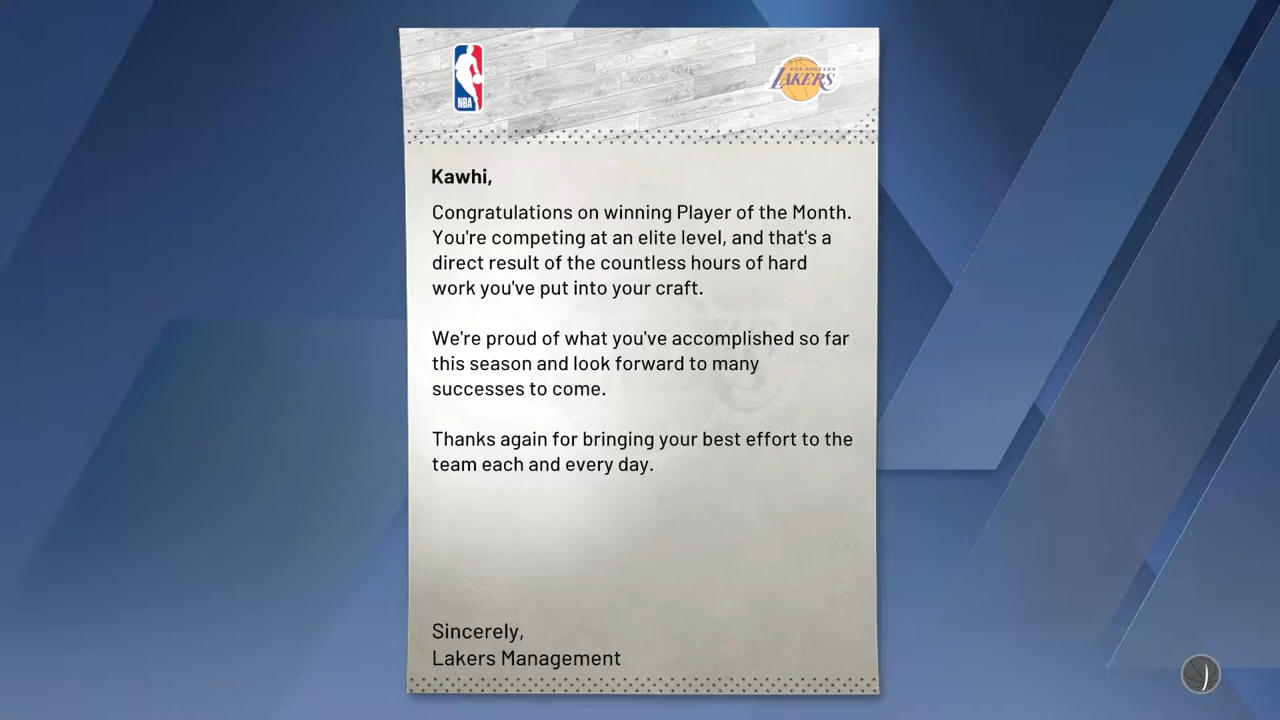 NBA
LOS ANGELES
LAKERS
Kawhi,
Congratulations on winning Player of the Month.
You're competing at an elite level, and that's a
direct result of the countless hours of hard
work you've put into your craft.
We're proud of what you've accomplished so far
this season and look forward to many
successes to come.
Thanks again for bringing your best effort to the
team each and every day.
Sincerely,
Lakers Management